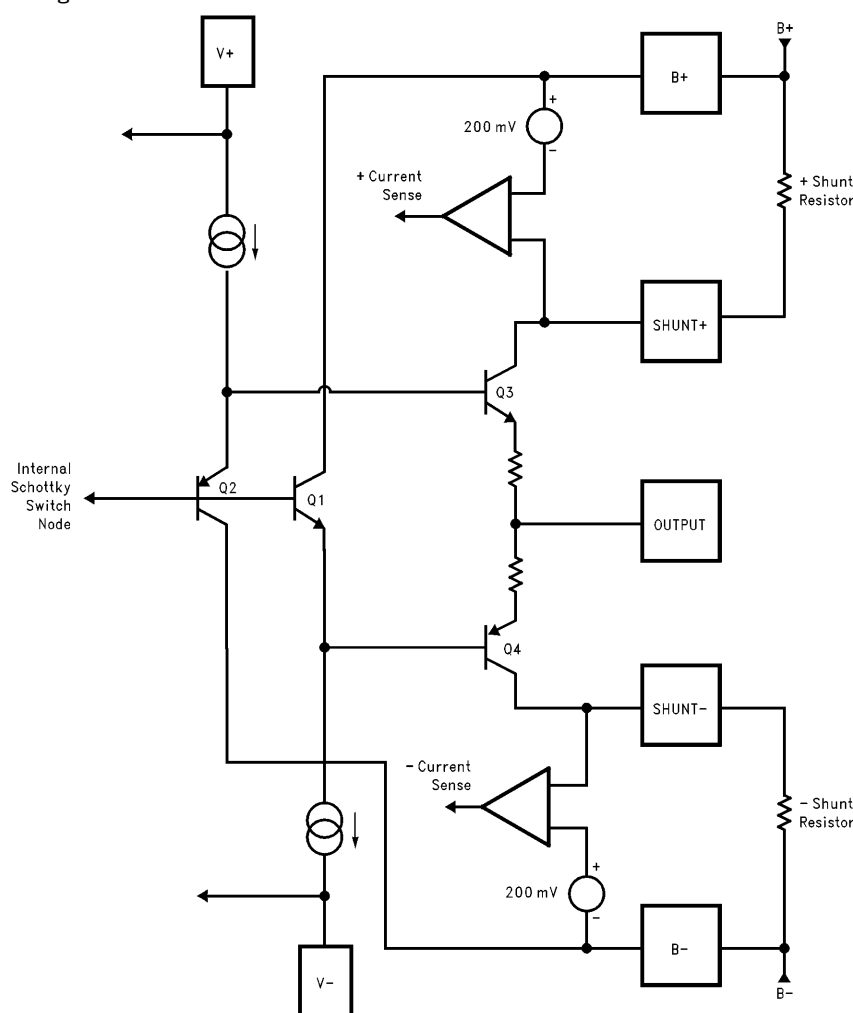 V+
B+
B+
200 mV
+
-
+ Current
Sense
+ Shunt
Resistor
SHUNT+
Q3
Internal
Schottky
Switch
Node
Q2
Q1
OUTPUT
Q4
SHUNT-
- Current
Sense
- Shunt
Resistor
+
200 mV
-
B-
V-
B-